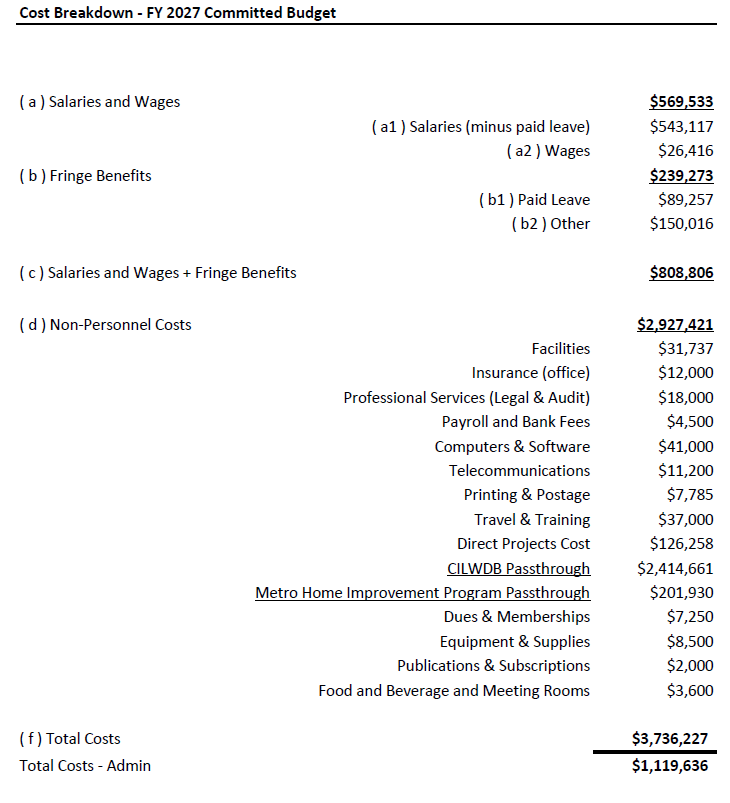 Cost Breakdown - FY 2027 Committed Budget
( a ) Salaries and Wages $569,533
( a1 ) Salaries (minus paid leave) $543,117
( a2 ) Wages $26,416
( b ) Fringe Benefits $239,273
( b1 ) Paid Leave $89,257
( b2 ) Other $150,016
( c ) Salaries and Wages + Fringe Benefits $808,806
( d ) Non-Personnel Costs $2,927,421
Facilities $31,737
Insurance (office) $12,000
Professional Services (Legal & Audit) $18,000
Payroll and Bank Fees $4,500
Computers & Software $41,000
Telecommunications $11,200
Printing & Postage $7,785
Travel & Training $37,000
Direct Projects Cost $126,258
CILWDB Passthrough $2,414,661
Metro Home Improvement Program Passthrough $201,930
Dues & Memberships $7,250
Equipment & Supplies $8,500
Publications & Subscriptions $2,000
Food and Beverage and Meeting Rooms $3,600
( f ) Total Costs $3,736,227
Total Costs - Admin $1,119,636